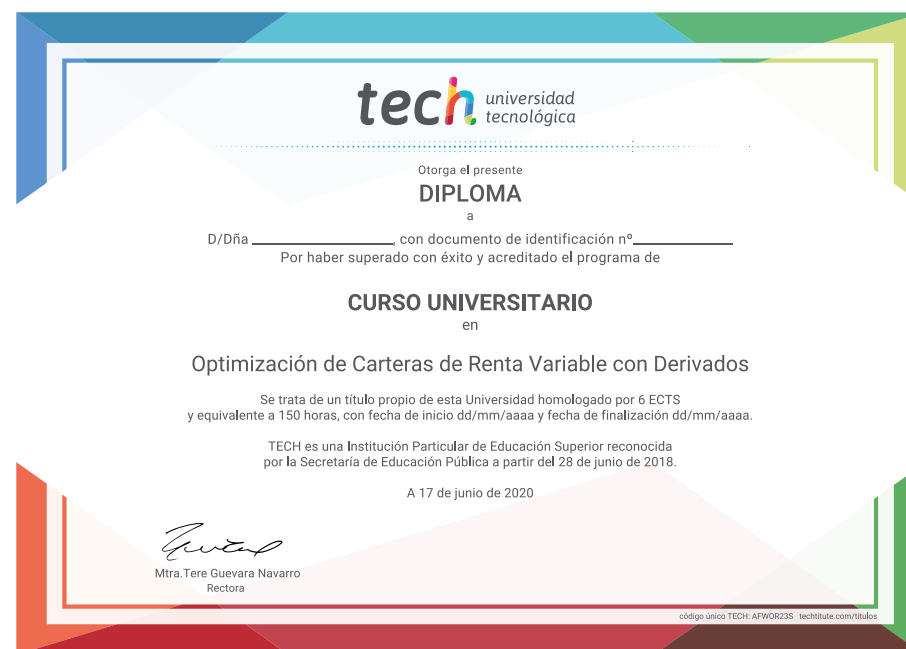 tech universidad
tecnológica
Otorga el presente
DIPLOMA
a
D/Dña ____________________, con documento de identificación nº______________
Por haber superado con éxito y acreditado el programa de
CURSO UNIVERSITARIO
en
Optimización de Carteras de Renta Variable con Derivados
Se trata de un título propio de esta Universidad homologado por 6 ECTS
y equivalente a 150 horas, con fecha de inicio dd/mm/aaaa y fecha de finalización dd/mm/aaaa.
TECH es una Institución Particular de Educación Superior reconocida
por la Secretaría de Educación Pública a partir del 28 de junio de 2018.
A 17 de junio de 2020
Mtra.Tere Guevara Navarro
Rectora
código único TECH: AFWOR23S techtitute.com/titulos